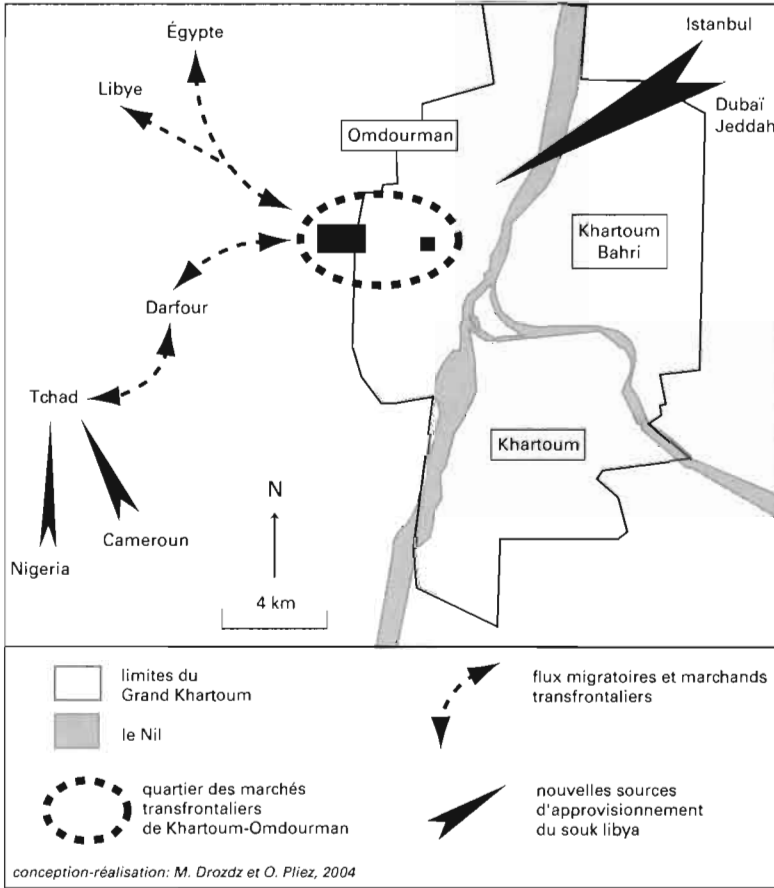 Égypte
Istanbul
Libye
Dubaï
Jeddah
Omdourman
Khartoum
Bahri
Darfour
Tchad
Khartoum
N
Cameroun
Nigeria
4 km
limites du
Grand Khartoum
flux migratoires et marchands
transfrontaliers
le Nil
quartier des marchés
transfrontaliers
de Khartoum-Omdourman
nouvelles sources
d'approvisionnement
du souk libya
conception-réalisation: M. Drozdz et O. Pliez, 2004